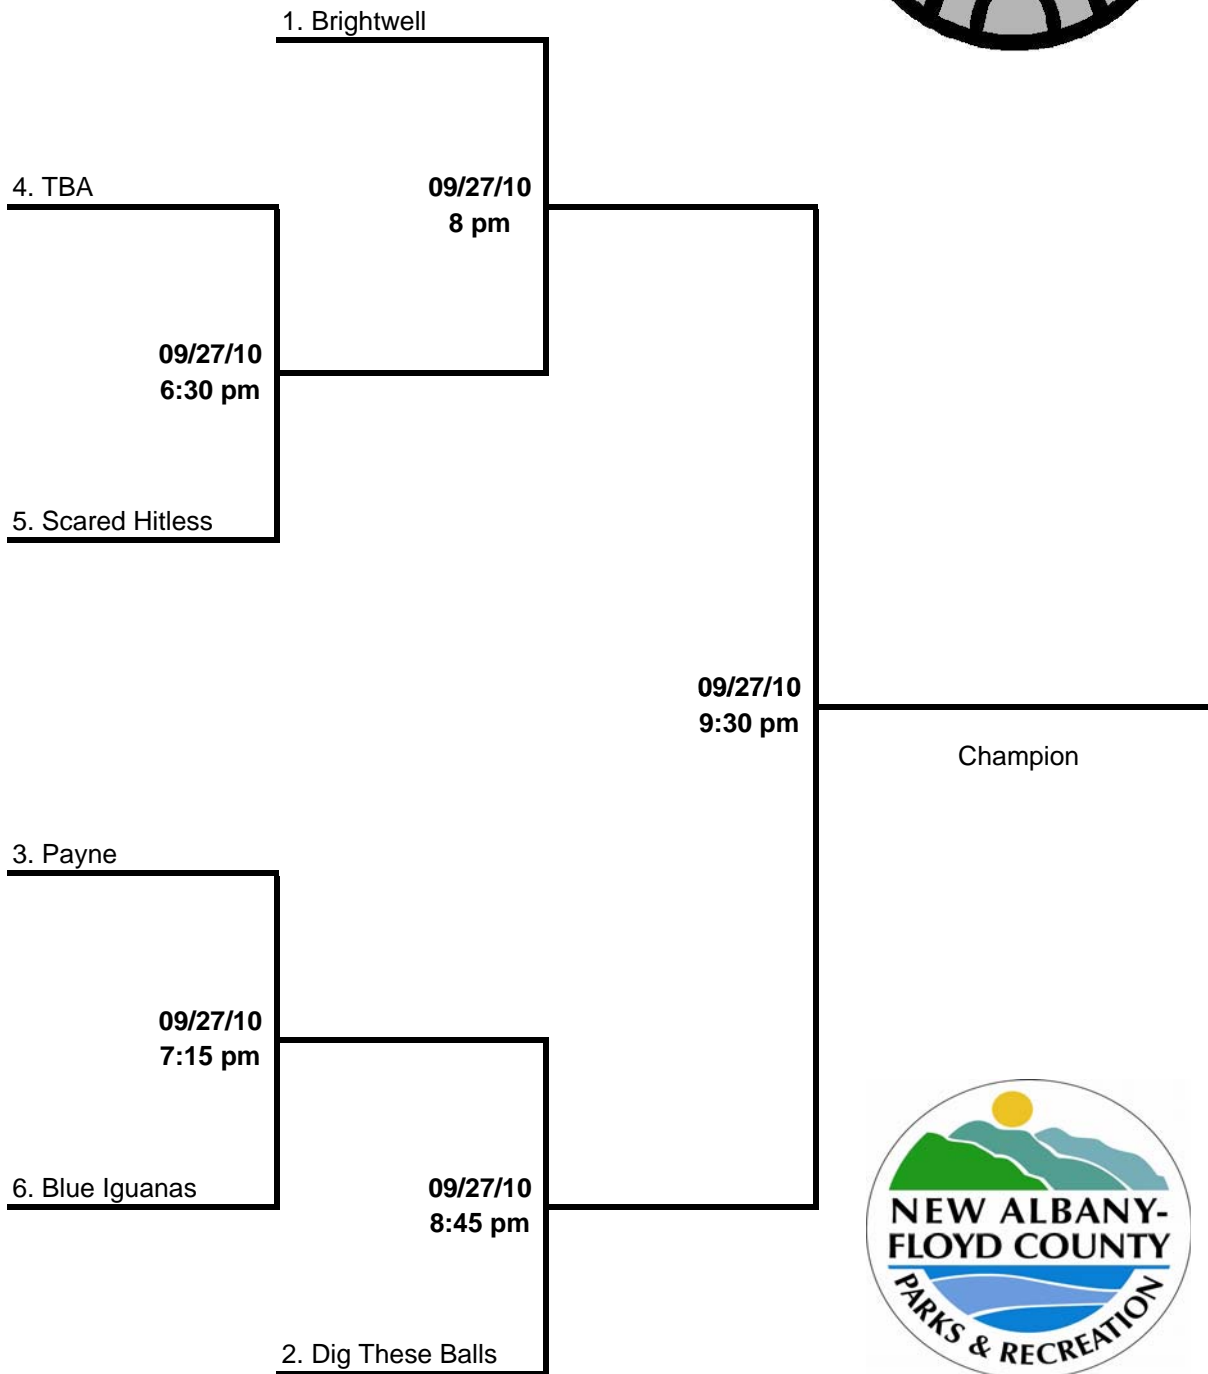 1. Brightwell
4. TBA
09/27/10
8 pm
09/27/10
6:30 pm
5. Scared Hitless
09/27/10
9:30 pm
Champion
3. Payne
09/27/10
7:15 pm
6. Blue Iguanas
09/27/10
8:45 pm
2. Dig These Balls
NEW ALBANY-
FLOYD COUNTY
PARKS & RECREATION